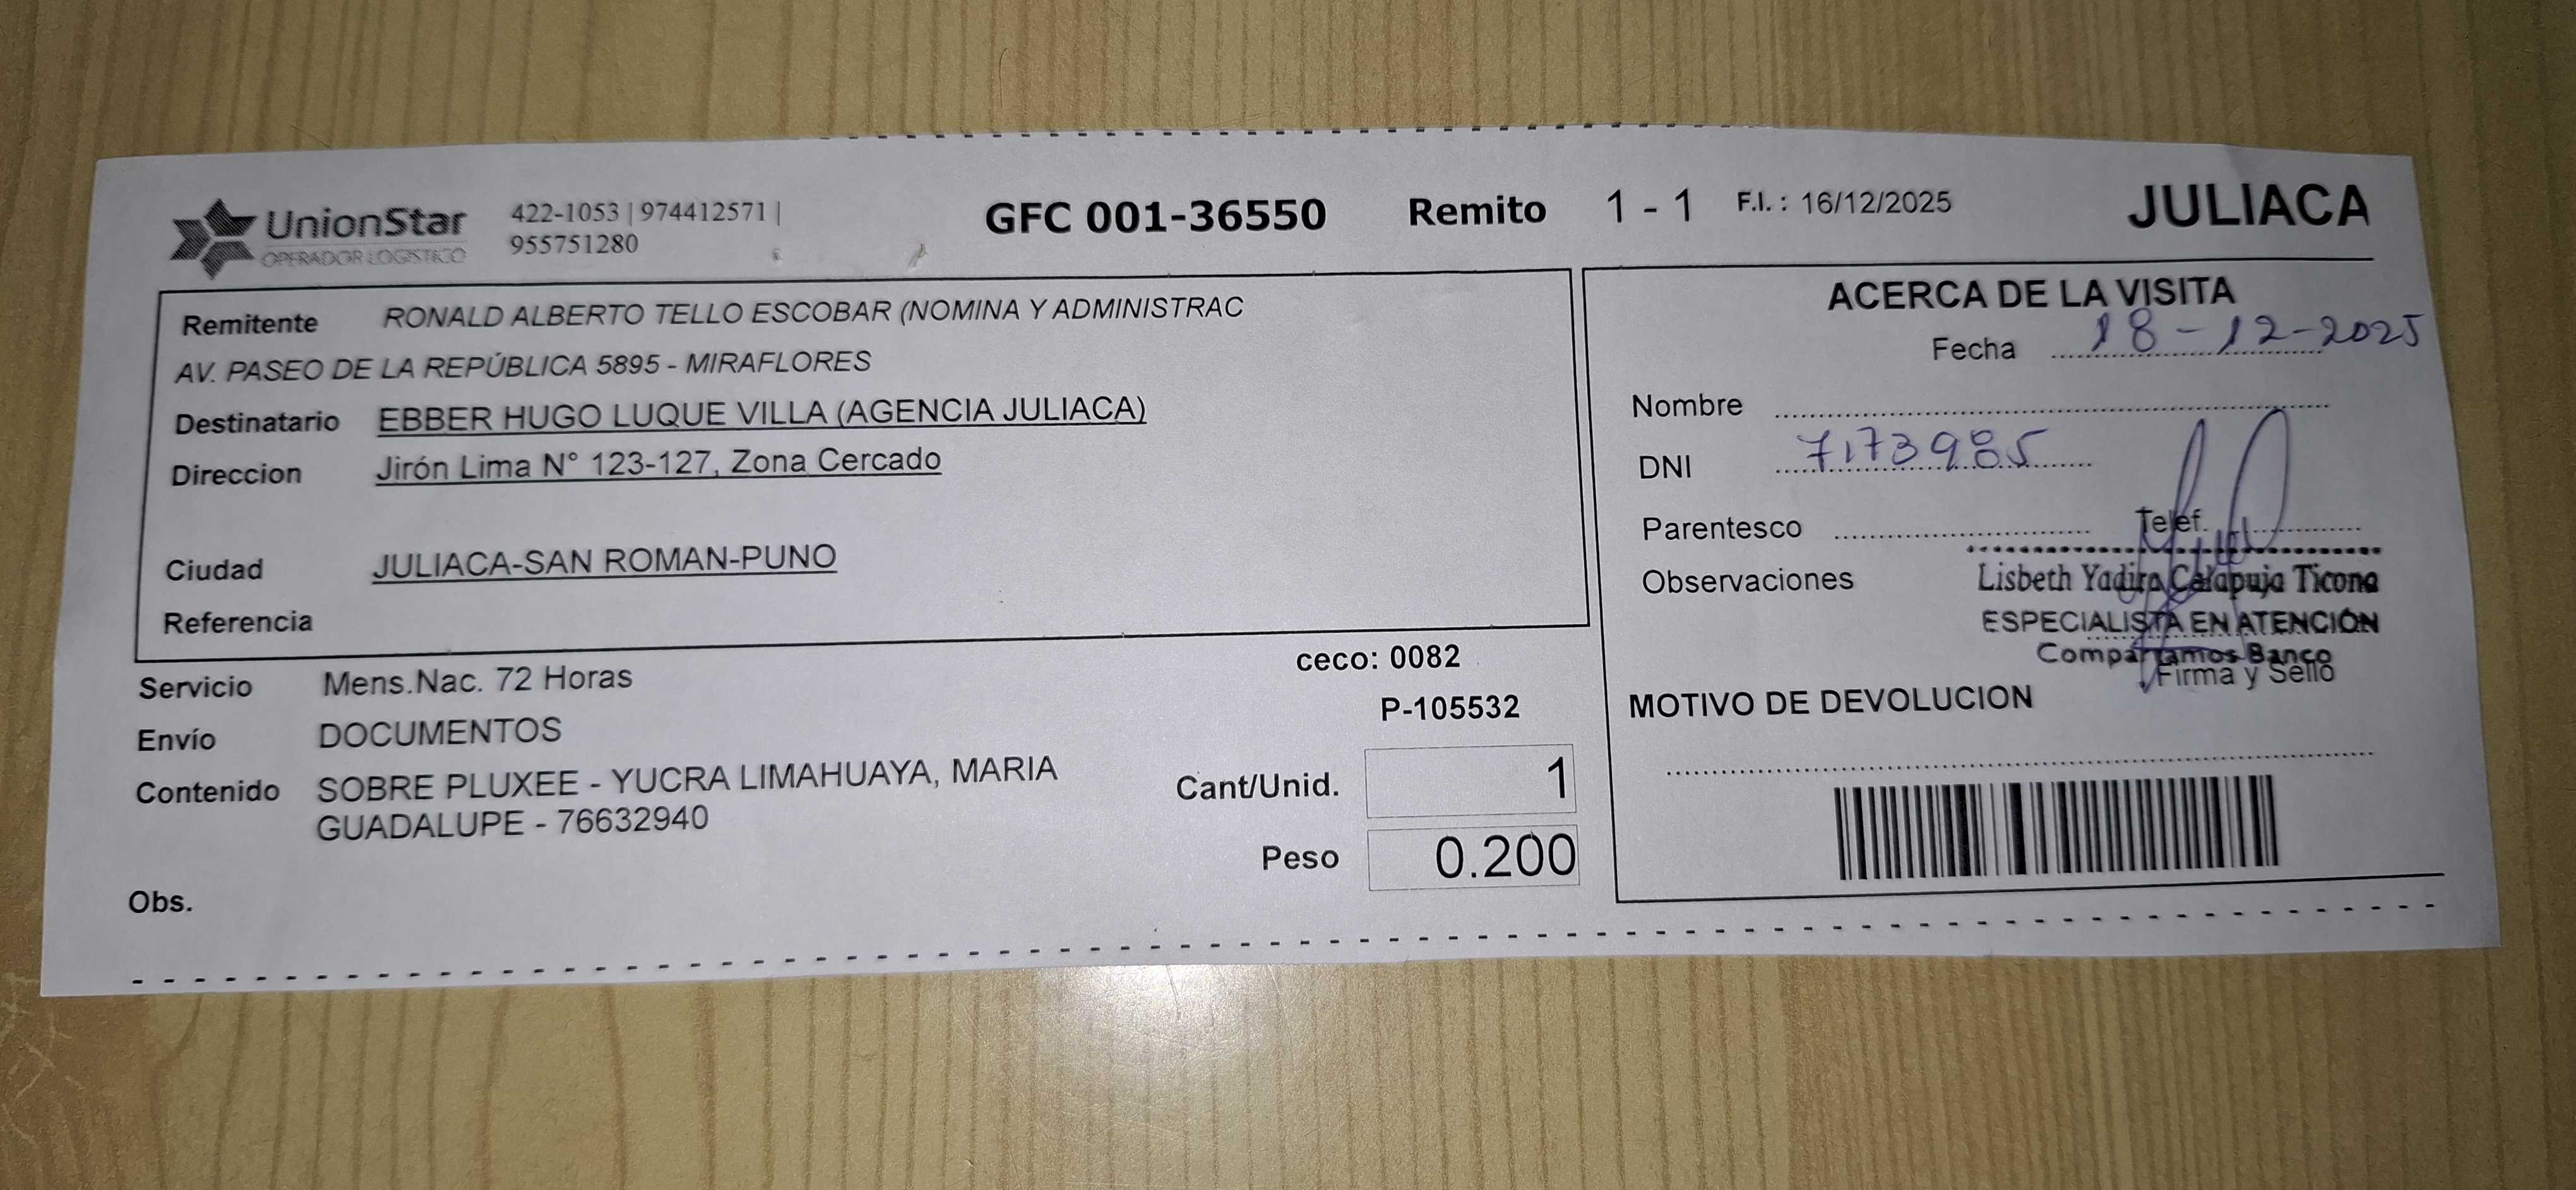 UnionStar
OPERADOR LOGISTICO
422-1053 | 974412571 |
955751280
GFC 001-36550 Remito 1 - 1 F.I. : 16/12/2025 JULIACA
Remitente RONALD ALBERTO TELLO ESCOBAR (NOMINA Y ADMINISTRAC
AV. PASEO DE LA REPÚBLICA 5895 - MIRAFLORES
Destinatario EBBER HUGO LUQUE VILLA (AGENCIA JULIACA)
Direccion Jirón Lima N° 123-127, Zona Cercado
Ciudad JULIACA-SAN ROMAN-PUNO
Referencia
Servicio Mens.Nac. 72 Horas
Envío DOCUMENTOS
Contenido SOBRE PLUXEE - YUCRA LIMAHUAYA, MARIA
GUADALUPE - 76632940
Obs.
ceco: 0082
P-105532
Cant/Unid. 1
Peso 0.200
ACERCA DE LA VISITA
Fecha 18-12-2025
Nombre
DNI 7173985
Parentesco Telef.
Observaciones Lisbeth Yadira Calapuja Ticona
ESPECIALISTA EN ATENCIÓN
Compartamos Banco
Firma y Sello
MOTIVO DE DEVOLUCION